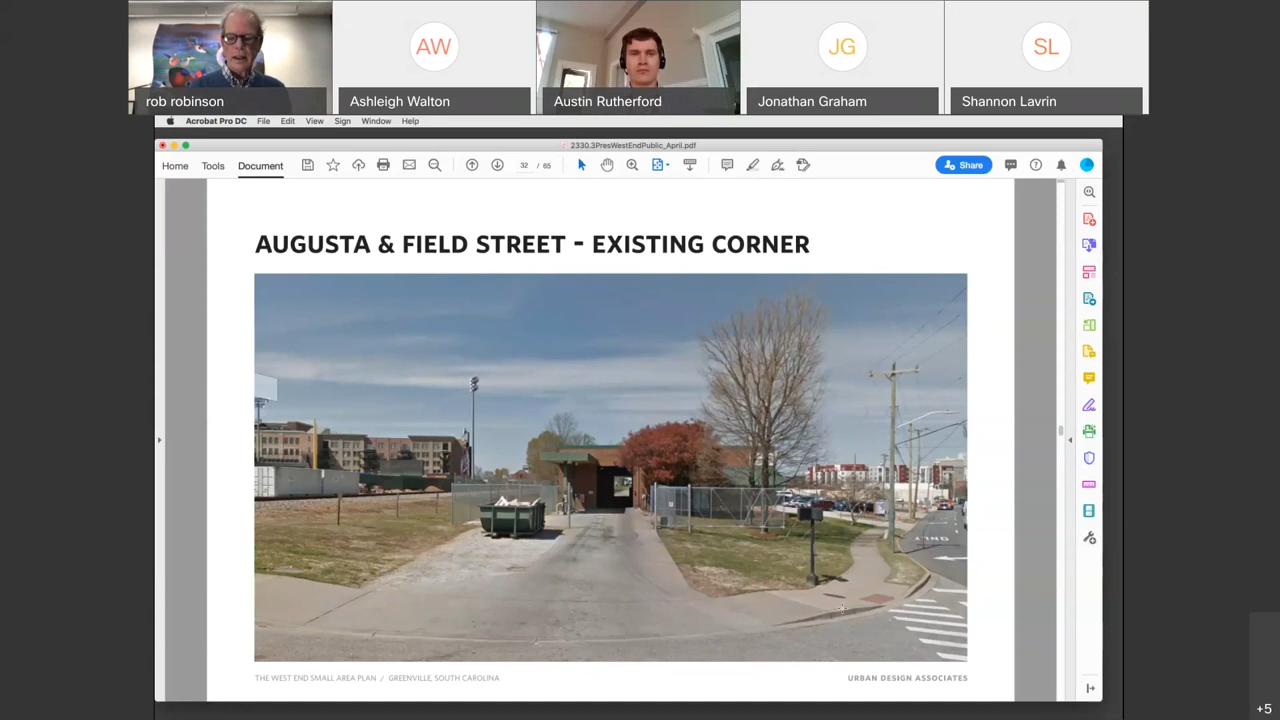 AW
JG
SL
rob robinson
Ashleigh Walton
Austin Rutherford
Jonathan Graham
Shannon Lavrin
Acrobat Pro DC File Edit View Sign Window Help
2330.3PresWestEndPublic_April.pdf
Home Tools Document 32 / 65 Share
AUGUSTA & FIELD STREET - EXISTING CORNER
ONLY
THE WEST END SMALL AREA PLAN / GREENVILLE, SOUTH CAROLINA
URBAN DESIGN ASSOCIATES
+5